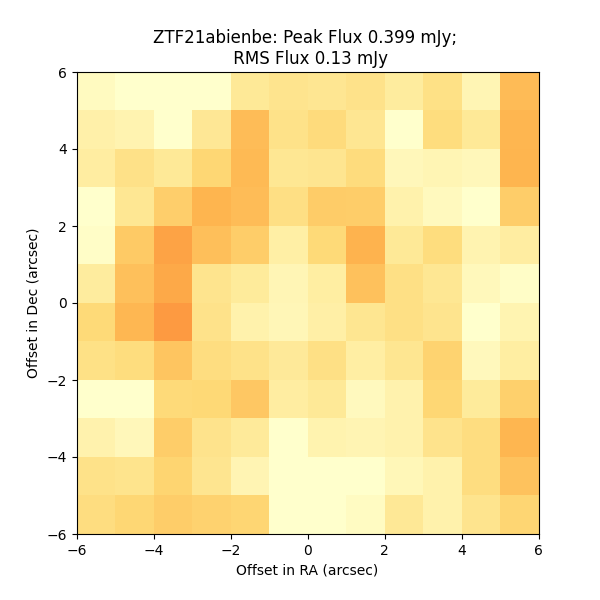 ZTF21abienbe: Peak Flux 0.399 mJy;
RMS Flux 0.13 mJy
6
4
2
0
−2
−4
−6
Offset in Dec (arcsec)
−6 −4 −2 0 2 4 6
Offset in RA (arcsec)